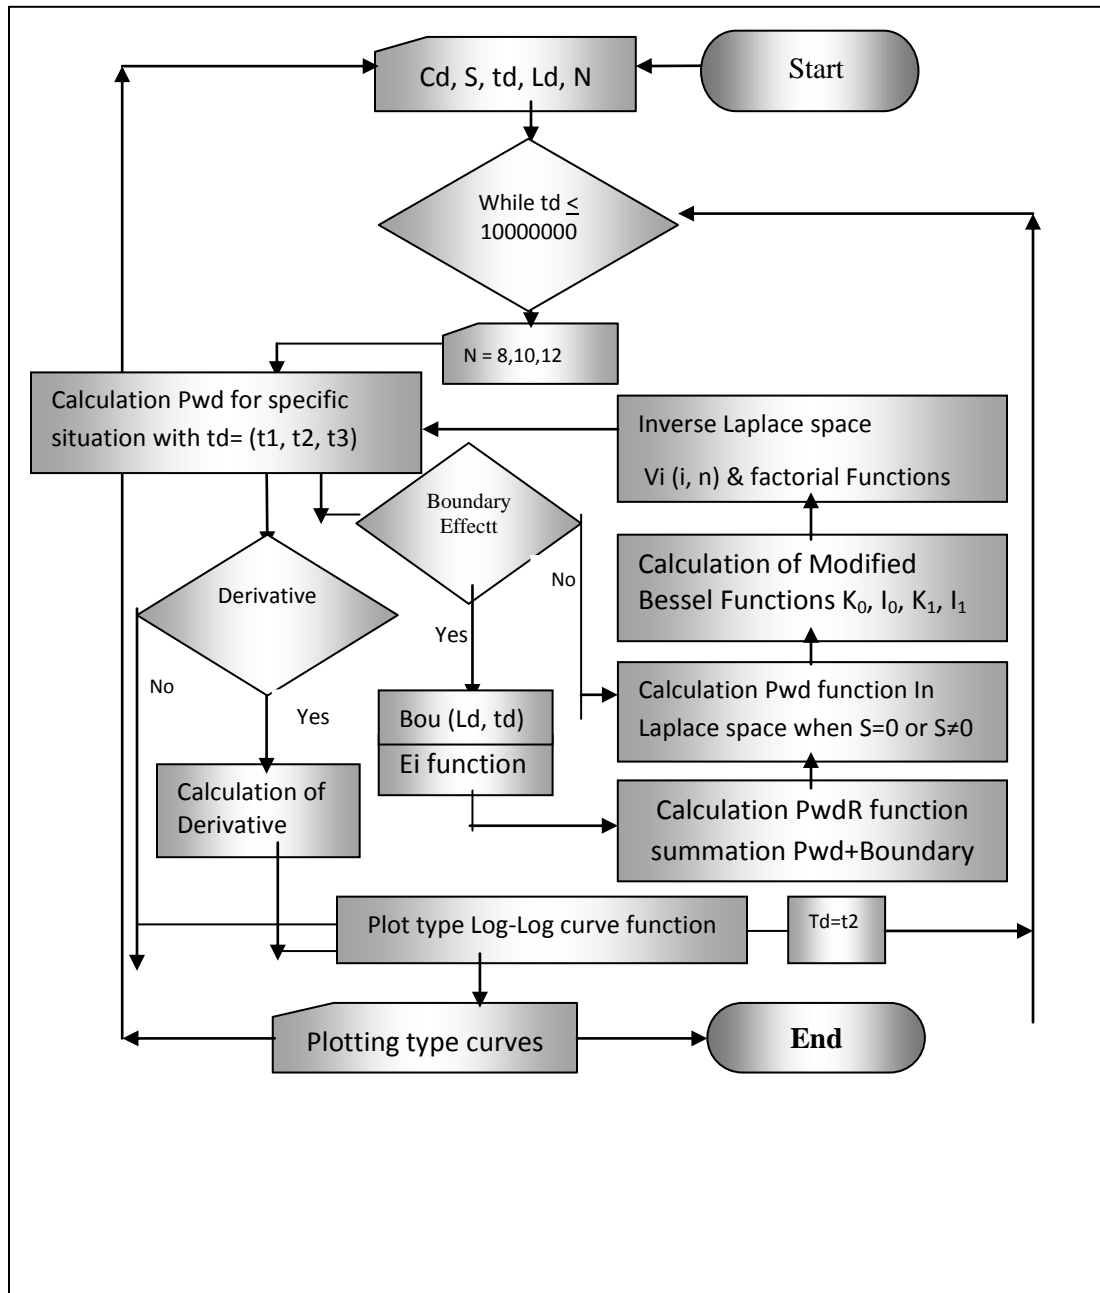 Start
Cd, S, td, Ld, N
While td ≤
10000000
N = 8,10,12
Calculation Pwd for specific
situation with td= (t1, t2, t3)
Inverse Laplace space
Vi (i, n) & factorial Functions
Boundary
Effectt
Calculation of Modified
Bessel Functions K₀, I₀, K₁, I₁
No
Derivative
Yes
No
Yes
Calculation Pwd function In
Laplace space when S=0 or S≠0
Bou (Ld, td)
Ei function
Calculation of
Derivative
Calculation PwdR function
summation Pwd+Boundary
Plot type Log-Log curve function
Td=t2
Plotting type curves
End